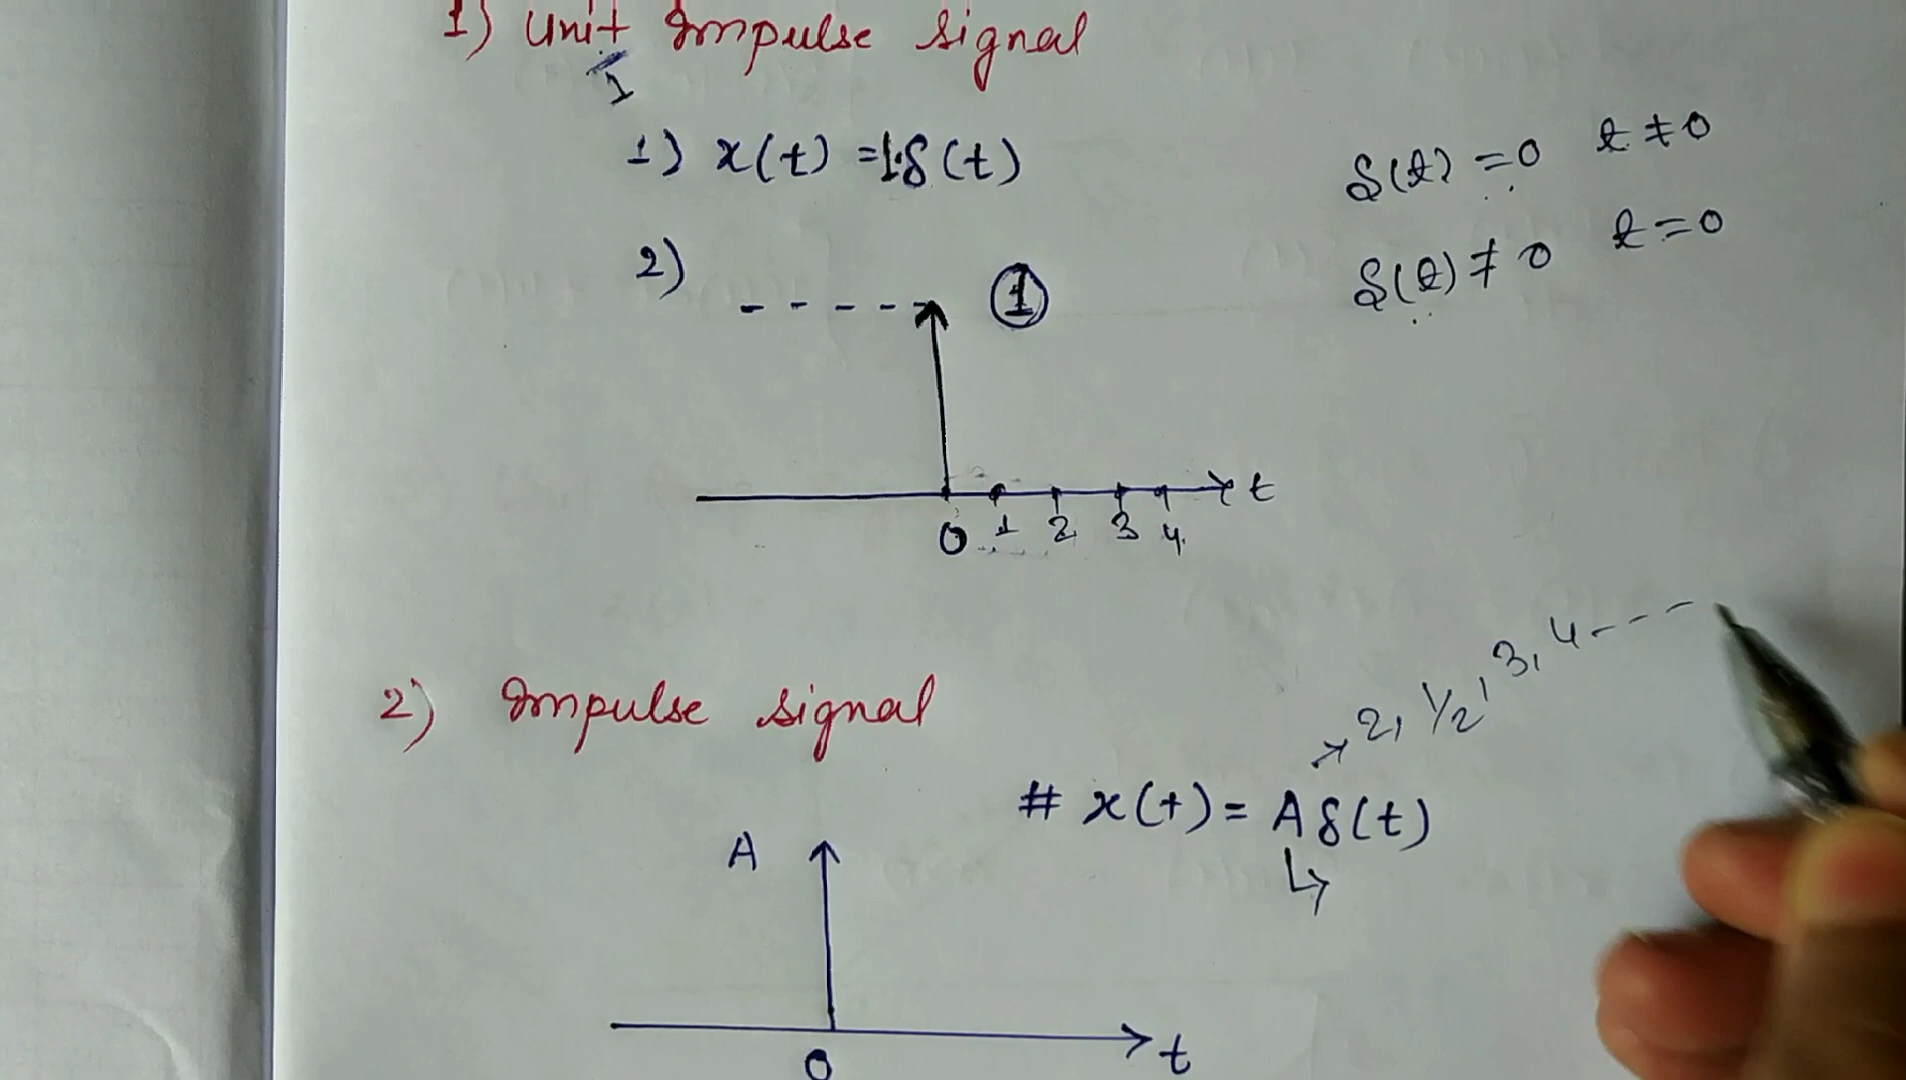 1) Unit Impulse signal
1
1) x(t) = 1.δ(t)
δ(t) = 0 t ≠ 0
δ(t) ≠ 0 t = 0
2)
1
t
0 1 2 3 4
2) Impulse signal
2, 1/2, 3, 4 - - -
# x(t) = A δ(t)
A
t
0